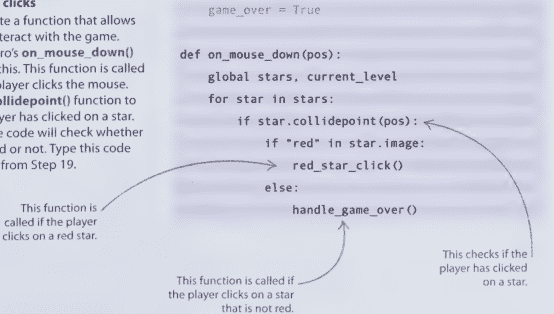 clicks
te a function that allows
teract with the game.
ro's on_mouse_down()
this. This function is called
player clicks the mouse.
ollidepoint() function to
yer has clicked on a star.
e code will check whether
d or not. Type this code
from Step 19.
game_over = True
def on_mouse_down(pos):
global stars, current_level
for star in stars:
if star.collidepoint(pos):
if "red" in star.image:
red_star_click()
else:
handle_game_over()
This function is
called if the player
clicks on a red star.
This function is called if
the player clicks on a star
that is not red.
This checks if the
player has clicked
on a star.